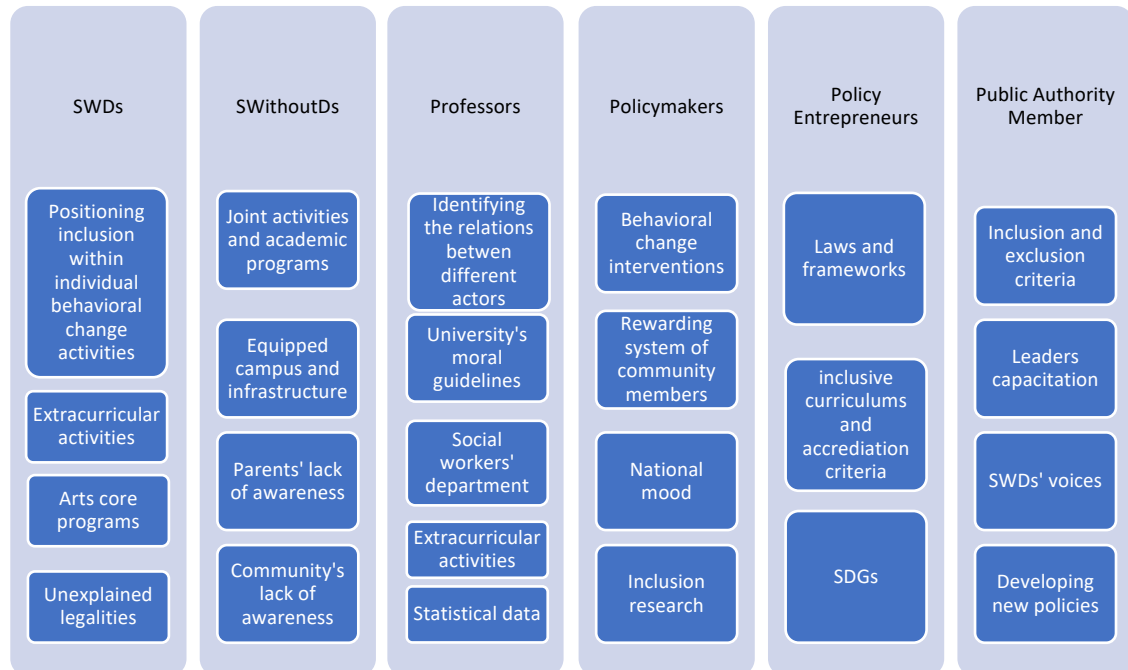 SWDs
Positioning
inclusion
within
individual
behavioral
change
activities
Extracurricular
activities
Arts core
programs
Unexplained
legalities
SWithoutDs
Joint activities
and academic
programs
Equipped
campus and
infrastructure
Parents' lack
of awareness
Community's
lack of
awareness
Professors
Identifying
the relations
betwen
different
actors
University's
moral
guidelines
Social
workers'
department
Extracurricular
activities
Statistical data
Policymakers
Behavioral
change
interventions
Rewarding
system of
community
members
National
mood
Inclusion
research
Policy
Entrepreneurs
Laws and
frameworks
inclusive
curriculums
and
accrediation
criteria
SDGs
Public Authority
Member
Inclusion and
exclusion
criteria
Leaders
capacitation
SWDs' voices
Developing
new policies